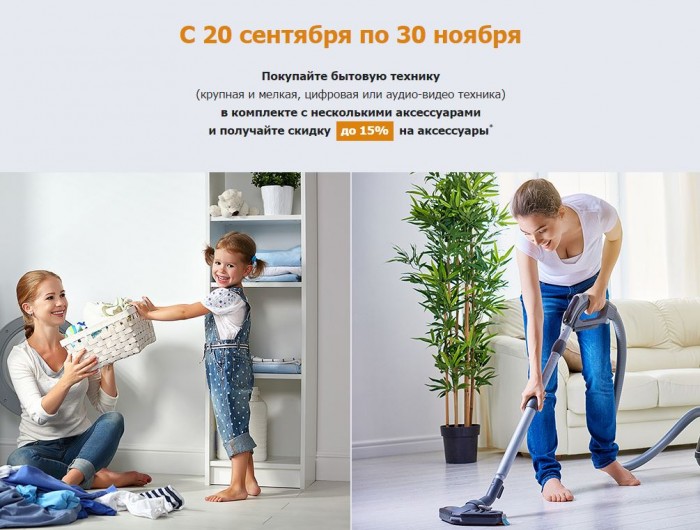 С 20 сентября по 30 ноября
Покупайте бытовую технику
(крупная и мелкая, цифровая или аудио-видео техника)
в комплекте с несколькими аксессуарами
и получайте скидку до 15% на аксессуары*